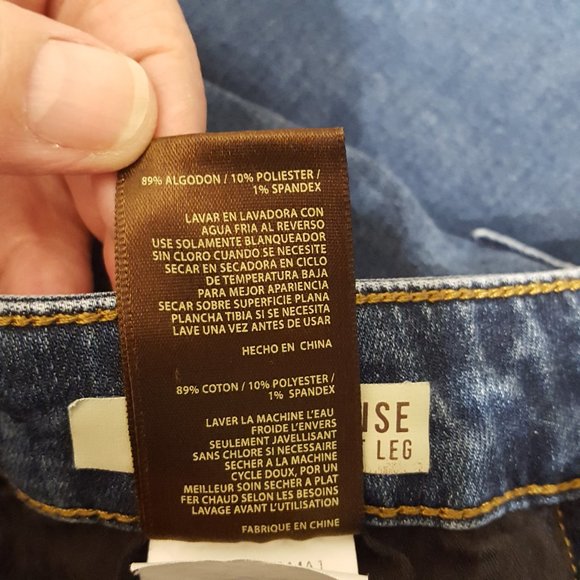 89% ALGODON / 10% POLIESTER /
1% SPANDEX
LAVAR EN LAVADORA CON
AGUA FRIA AL REVERSO
USE SOLAMENTE BLANQUEADOR
SIN CLORO CUANDO SE NECESITE
SECAR EN SECADORA EN CICLO
DE TEMPERATURA BAJA
PARA MEJOR APARIENCIA
SECAR SOBRE SUPERFICIE PLANA
PLANCHA TIBIA SI SE NECESITA
LAVE UNA VEZ ANTES DE USAR
HECHO EN CHINA
89% COTON / 10% POLYESTER /
1% SPANDEX
LAVER LA MACHINE L'EAU
FROIDE L'ENVERS
SEULEMENT JAVELLISANT
SANS CHLORE SI NECESSAIRE
SECHER A LA MACHINE
CYCLE DOUX, POR UN
MEILLEUR SOIN SECHER A PLAT
FER CHAUD SELON LES BESOINS
LAVAGE AVANT L'UTILISATION
FABRIQUE EN CHINE
NSE
LEG